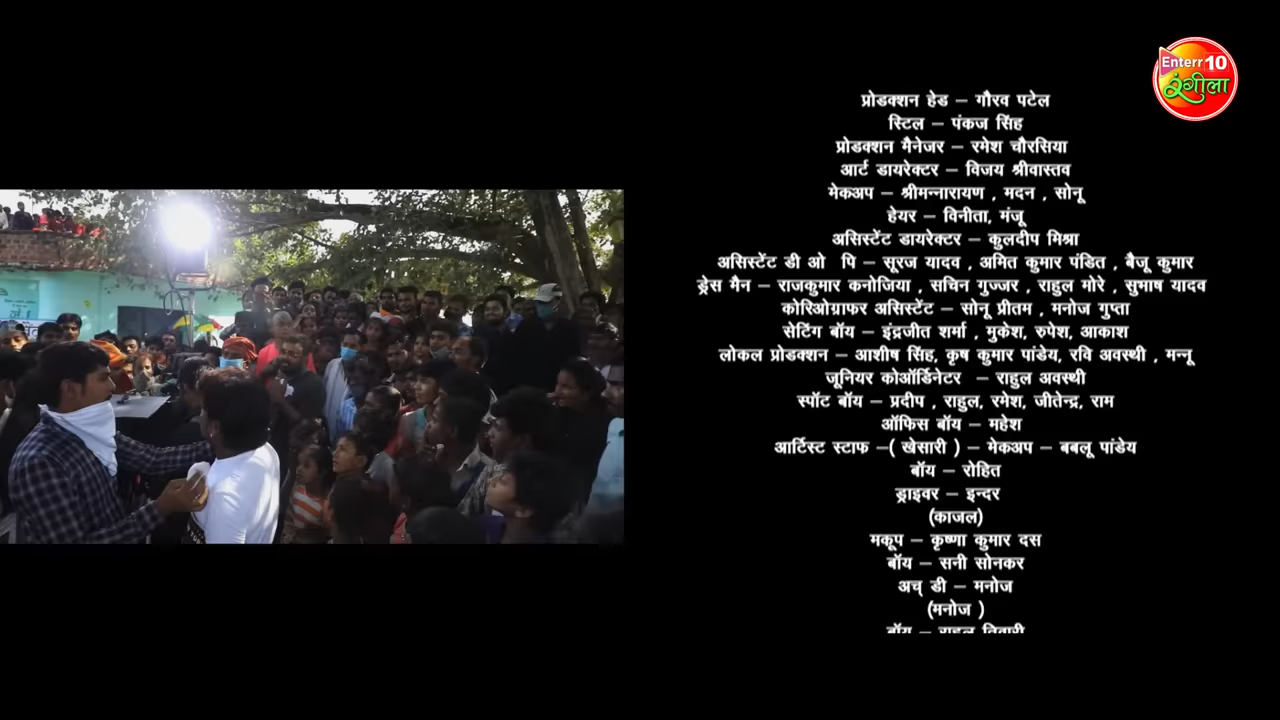 Enterr10
रंगीला
प्रोडक्शन हेड – गौरव पटेल
स्टिल – पंकज सिंह
प्रोडक्शन मैनेजर – रमेश चौरसिया
आर्ट डायरेक्टर – विजय श्रीवास्तव
मेकअप – श्रीमन्नारायण , मदन , सोनू
हेयर – विनीता, मंजू
असिस्टेंट डायरेक्टर – कुलदीप मिश्रा
असिस्टेंट डी ओ पि – सूरज यादव , अमित कुमार पंडित , बैजू कुमार
ड्रेस मैन – राजकुमार कनोजिया , सचिन गुज्जर , राहुल मोरे , सुभाष यादव
कोरिओग्राफर असिस्टेंट – सोनू प्रीतम , मनोज गुप्ता
सेटिंग बॉय – इंद्रजीत शर्मा , मुकेश, रुपेश, आकाश
लोकल प्रोडक्शन – आशीष सिंह, कृष कुमार पांडेय, रवि अवस्थी , मन्नू
जूनियर कोऑर्डिनेटर – राहुल अवस्थी
स्पॉट बॉय – प्रदीप , राहुल, रमेश, जीतेन्द्र, राम
ऑफिस बॉय – महेश
आर्टिस्ट स्टाफ –( खेसारी ) – मेकअप – बबलू पांडेय
बॉय – रोहित
ड्राइवर – इन्दर
(काजल)
मकूप – कृष्णा कुमार दस
बॉय – सनी सोनकर
अच् डी – मनोज
(मनोज )
बॉय – राहुल तिवारी